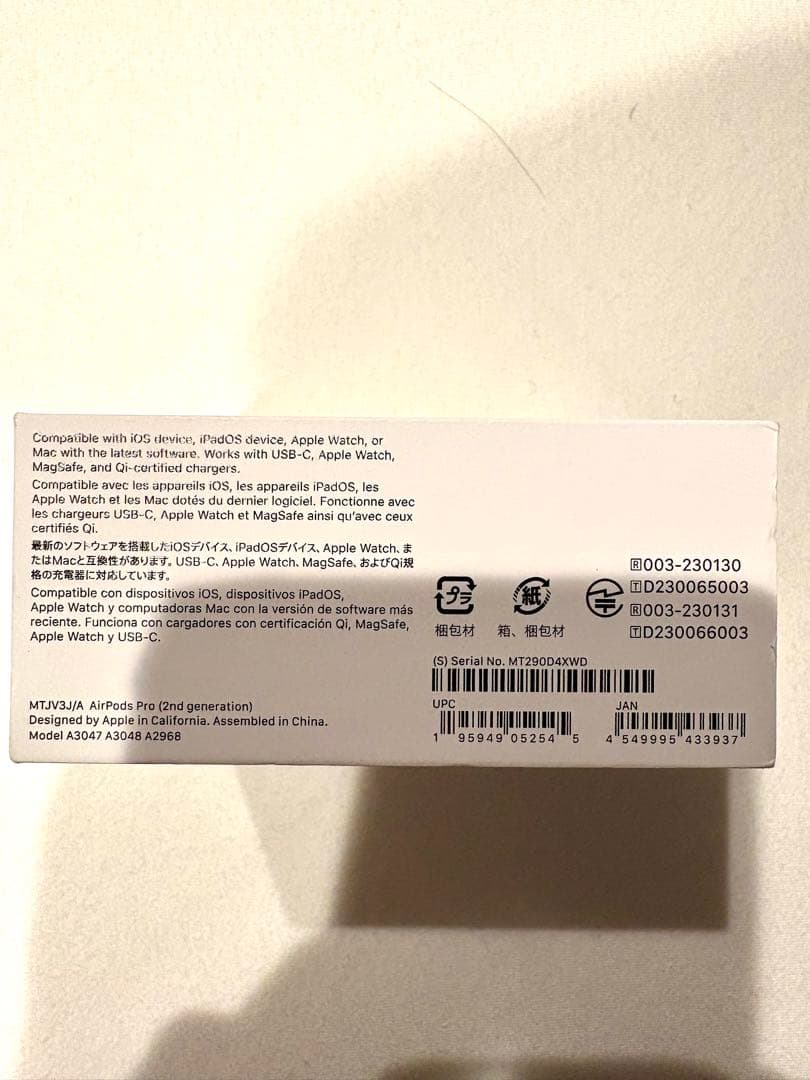 Compatible with iOS device, iPadOS device, Apple Watch, or
Mac with the latest software. Works with USB-C, Apple Watch,
MagSafe, and Qi-certified chargers.
Compatible avec les appareils iOS, les appareils iPadOS, les
Apple Watch et les Mac dotés du dernier logiciel. Fonctionne avec
les chargeurs USB-C, Apple Watch et MagSafe ainsi qu'avec ceux
certifiés Qi.
最新のソフトウェアを搭載したiOSデバイス、iPadOSデバイス、Apple Watch、ま
たはMacと互換性があります。USB-C、Apple Watch、MagSafe、およびQi規
格の充電器に対応しています。
Compatible con dispositivos iOS, dispositivos iPadOS,
Apple Watch y computadoras Mac con la versión de software más
reciente. Funciona con cargadores con certificación Qi, MagSafe,
Apple Watch y USB-C.
MTJV3J/A AirPods Pro (2nd generation)
Designed by Apple in California. Assembled in China.
Model A3047 A3048 A2968
プラ
梱包材
紙
箱、梱包材
R 003-230130
T D230065003
R 003-230131
T D230066003
(S) Serial No. MT290D4XWD
UPC
1 95949 05254 5
JAN
4 549995 433937